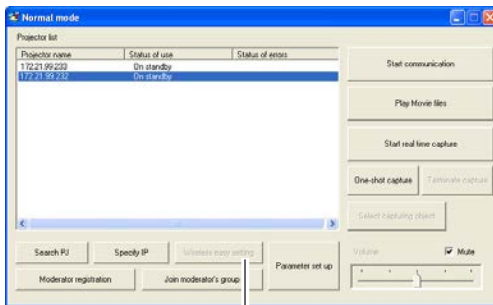 Normal mode
Projector list
Projector name Status of use Status of errors
172.21.99.233 On standby
172.21.99.232 On standby
Start communication
Play Movie files
Start real time capture
One-shot capture Terminate capture
Select capturing object
Search PJ Specify IP Wireless easy setting Parameter set up Volume Mute
Moderator registration Join moderator's group